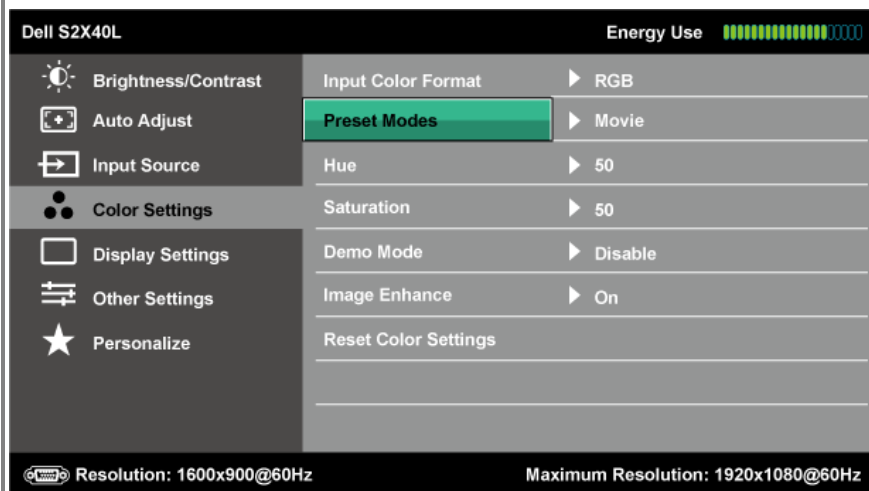 Dell S2X40L Energy Use
Brightness/Contrast Input Color Format RGB
Auto Adjust Preset Modes Movie
Input Source Hue 50
Color Settings Saturation 50
Display Settings Demo Mode Disable
Other Settings Image Enhance On
Personalize Reset Color Settings
Resolution: 1600x900@60Hz Maximum Resolution: 1920x1080@60Hz